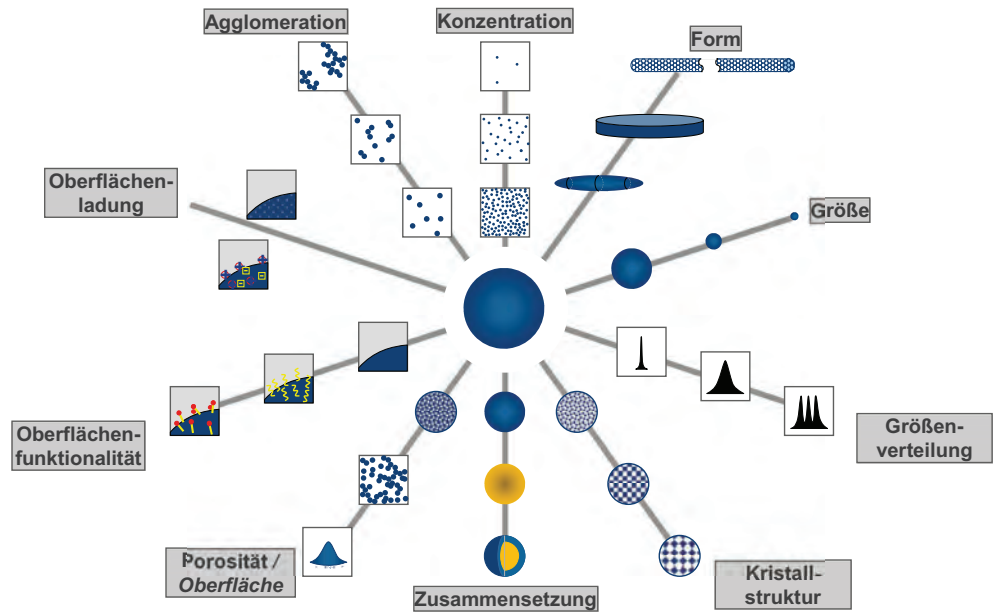 Agglomeration
Konzentration
Form
Oberflächen-
ladung
Größe
Oberflächen-
funktionalität
Größen-
verteilung
Porosität /
Oberfläche
Zusammensetzung
Kristall-
struktur